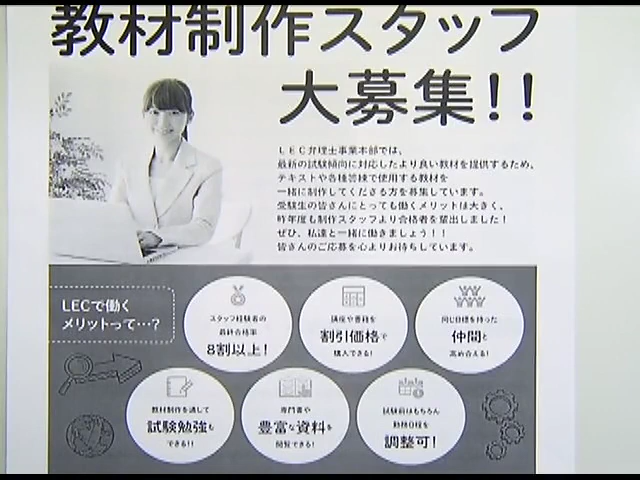 教材制作スタッフ
大募集!!
LEC弁理士事業本部では、
最新の試験傾向に対応したより良い教材を提供するため、
テキストや各種答練で使用する教材を
一緒に制作してくださる方を募集しています。
受験生の皆さんにとっても働くメリットは大きく、
昨年度も制作スタッフより合格者を輩出しました!
ぜひ、私達と一緒に働きましょう!!
皆さんのご応募を心よりお待ちしています。
LECで働く
メリットって…?
スタッフ経験者の
最終合格率
8割以上!
講座や書籍を
割引価格で
購入できる!
同じ目標を持った
仲間と
高め合える!
教材制作を通して
試験勉強も
できる!!
専門書や
豊富な資料を
閲覧できる!
試験前はもちろん
勤務日程を
調整可!